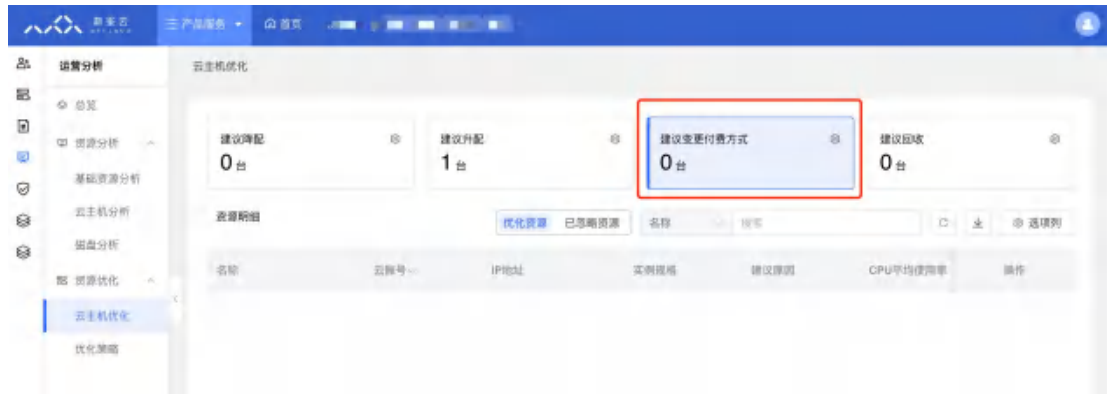 产品服务 首页
运营分析
云主机优化
总览
资源分析
基础资源分析
云主机分析
磁盘分析
资源优化
云主机优化
优化策略
建议降配
0 台
建议升配
1 台
建议变更付费方式
0 台
建议回收
0 台
资源明细
优化资源 已忽略资源 名称 搜索 选项列
名称 云账号 IP地址 实例规格 建议原因 CPU平均使用率 操作